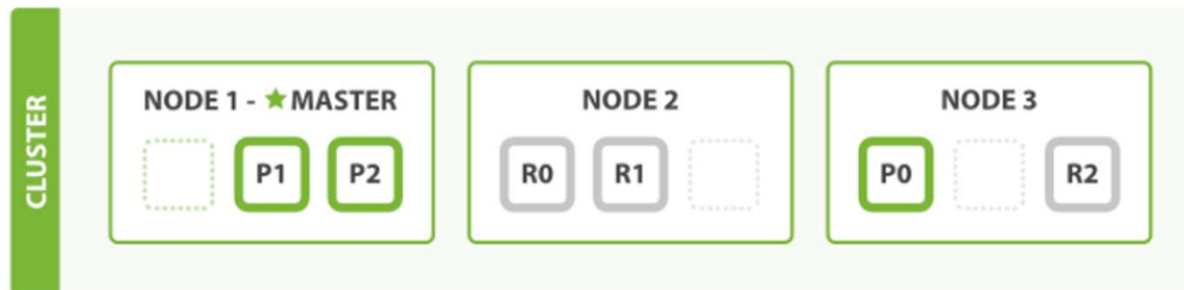 CLUSTER
NODE 1 - ★ MASTER
P1 P2
NODE 2
R0 R1
NODE 3
P0 R2